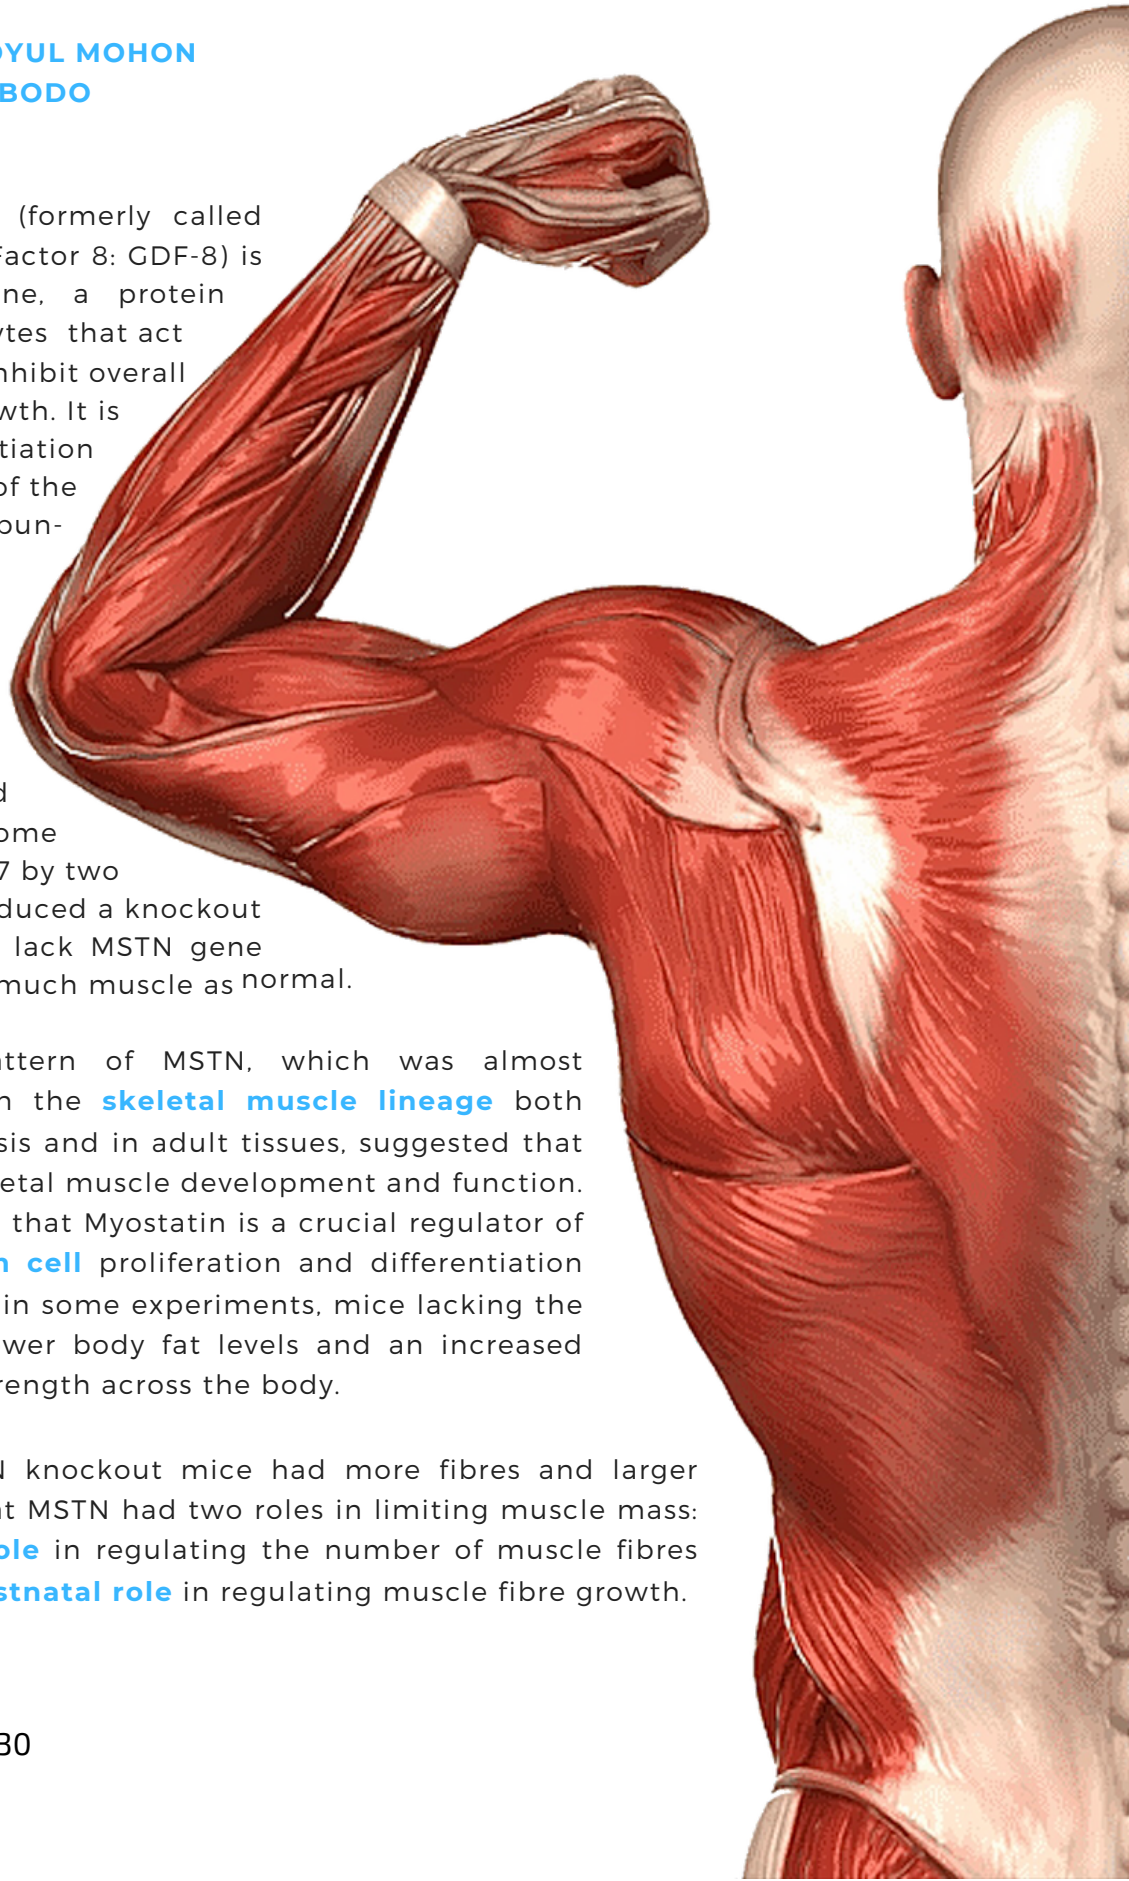 OYUL MOHON
BODO
(formerly called
Factor 8: GDF-8) is
ne, a protein
ytes that act
nhibit overall
wth. It is
tiation
of the
oun-
d
ome
7 by two
duced a knockout
lack MSTN gene
much muscle as normal.
attern of MSTN, which was almost
n the skeletal muscle lineage both
sis and in adult tissues, suggested that
etal muscle development and function.
that Myostatin is a crucial regulator of
n cell proliferation and differentiation
in some experiments, mice lacking the
wer body fat levels and an increased
rength across the body.
N knockout mice had more fibres and larger
at MSTN had two roles in limiting muscle mass:
ole in regulating the number of muscle fibres
stnatal role in regulating muscle fibre growth.
30